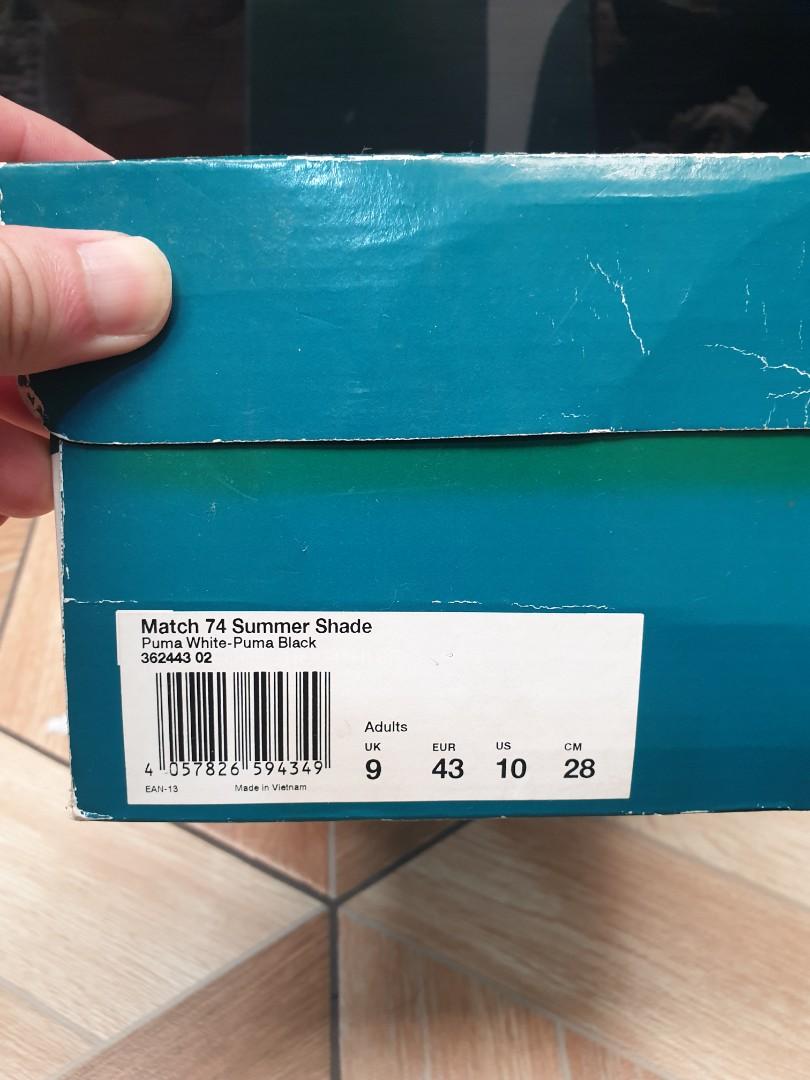 Match 74 Summer Shade
Puma White-Puma Black
362443 02
4 057826 594349
EAN-13 Made in Vietnam
Adults
UK EUR US CM
9 43 10 28